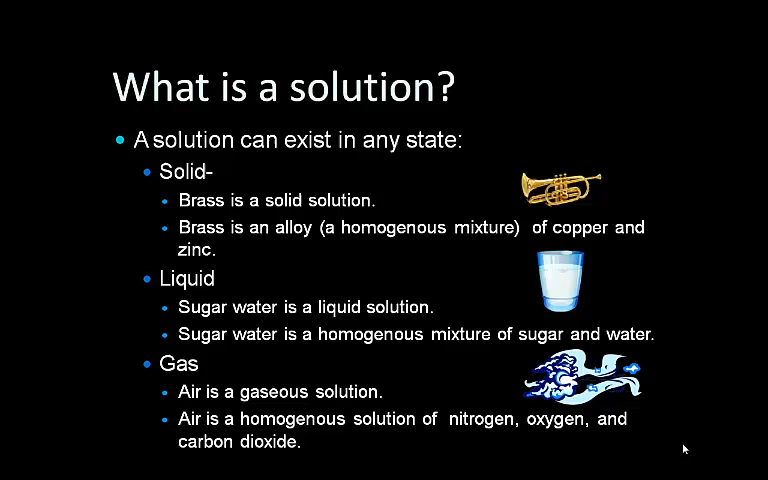 What is a solution?
A solution can exist in any state:
Solid-
Brass is a solid solution.
Brass is an alloy (a homogenous mixture) of copper and
zinc.
Liquid
Sugar water is a liquid solution.
Sugar water is a homogenous mixture of sugar and water.
Gas
Air is a gaseous solution.
Air is a homogenous solution of nitrogen, oxygen, and
carbon dioxide.